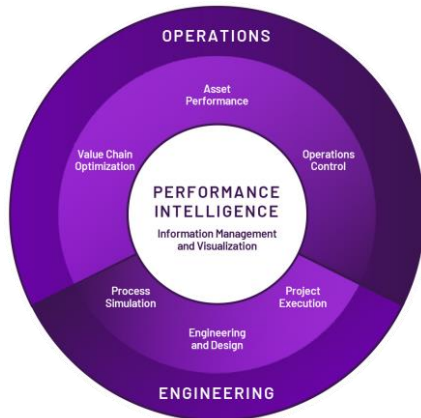 OPERATIONS
Asset
Performance
Value Chain
Optimization
Operations
Control
PERFORMANCE
INTELLIGENCE
Information Management
and Visualization
Process
Simulation
Project
Execution
Engineering
and Design
ENGINEERING